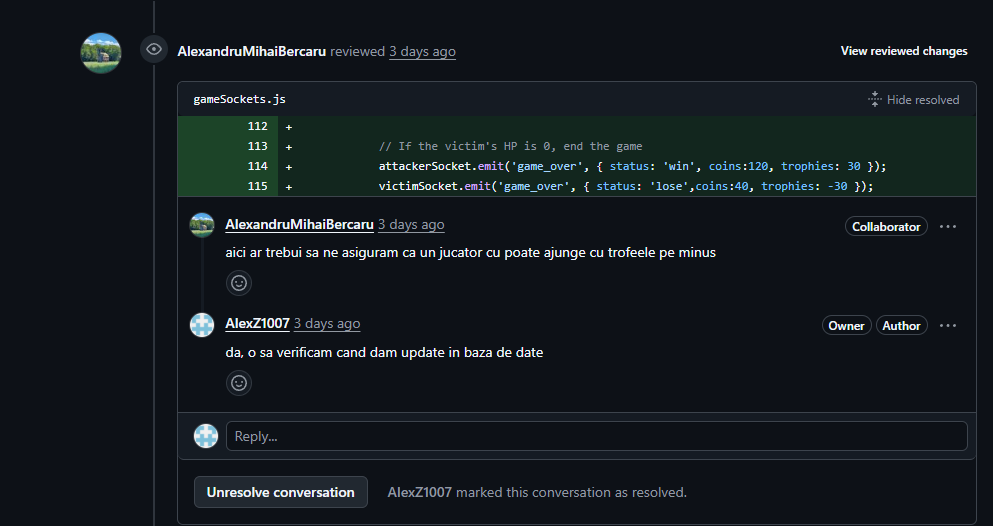 AlexandruMihaiBercaru reviewed 3 days ago
View reviewed changes
gameSockets.js
Hide resolved
112 +
113 + // If the victim's HP is 0, end the game
114 + attackerSocket.emit('game_over', { status: 'win', coins:120, trophies: 30 });
115 + victimSocket.emit('game_over', { status: 'lose',coins:40, trophies: -30 });
AlexandruMihaiBercaru 3 days ago
Collaborator
aici ar trebui sa ne asiguram ca un jucator cu poate ajunge cu trofeele pe minus
AlexZ1007 3 days ago
Owner Author
da, o sa verificam cand dam update in baza de date
Reply...
Unresolve conversation
AlexZ1007 marked this conversation as resolved.